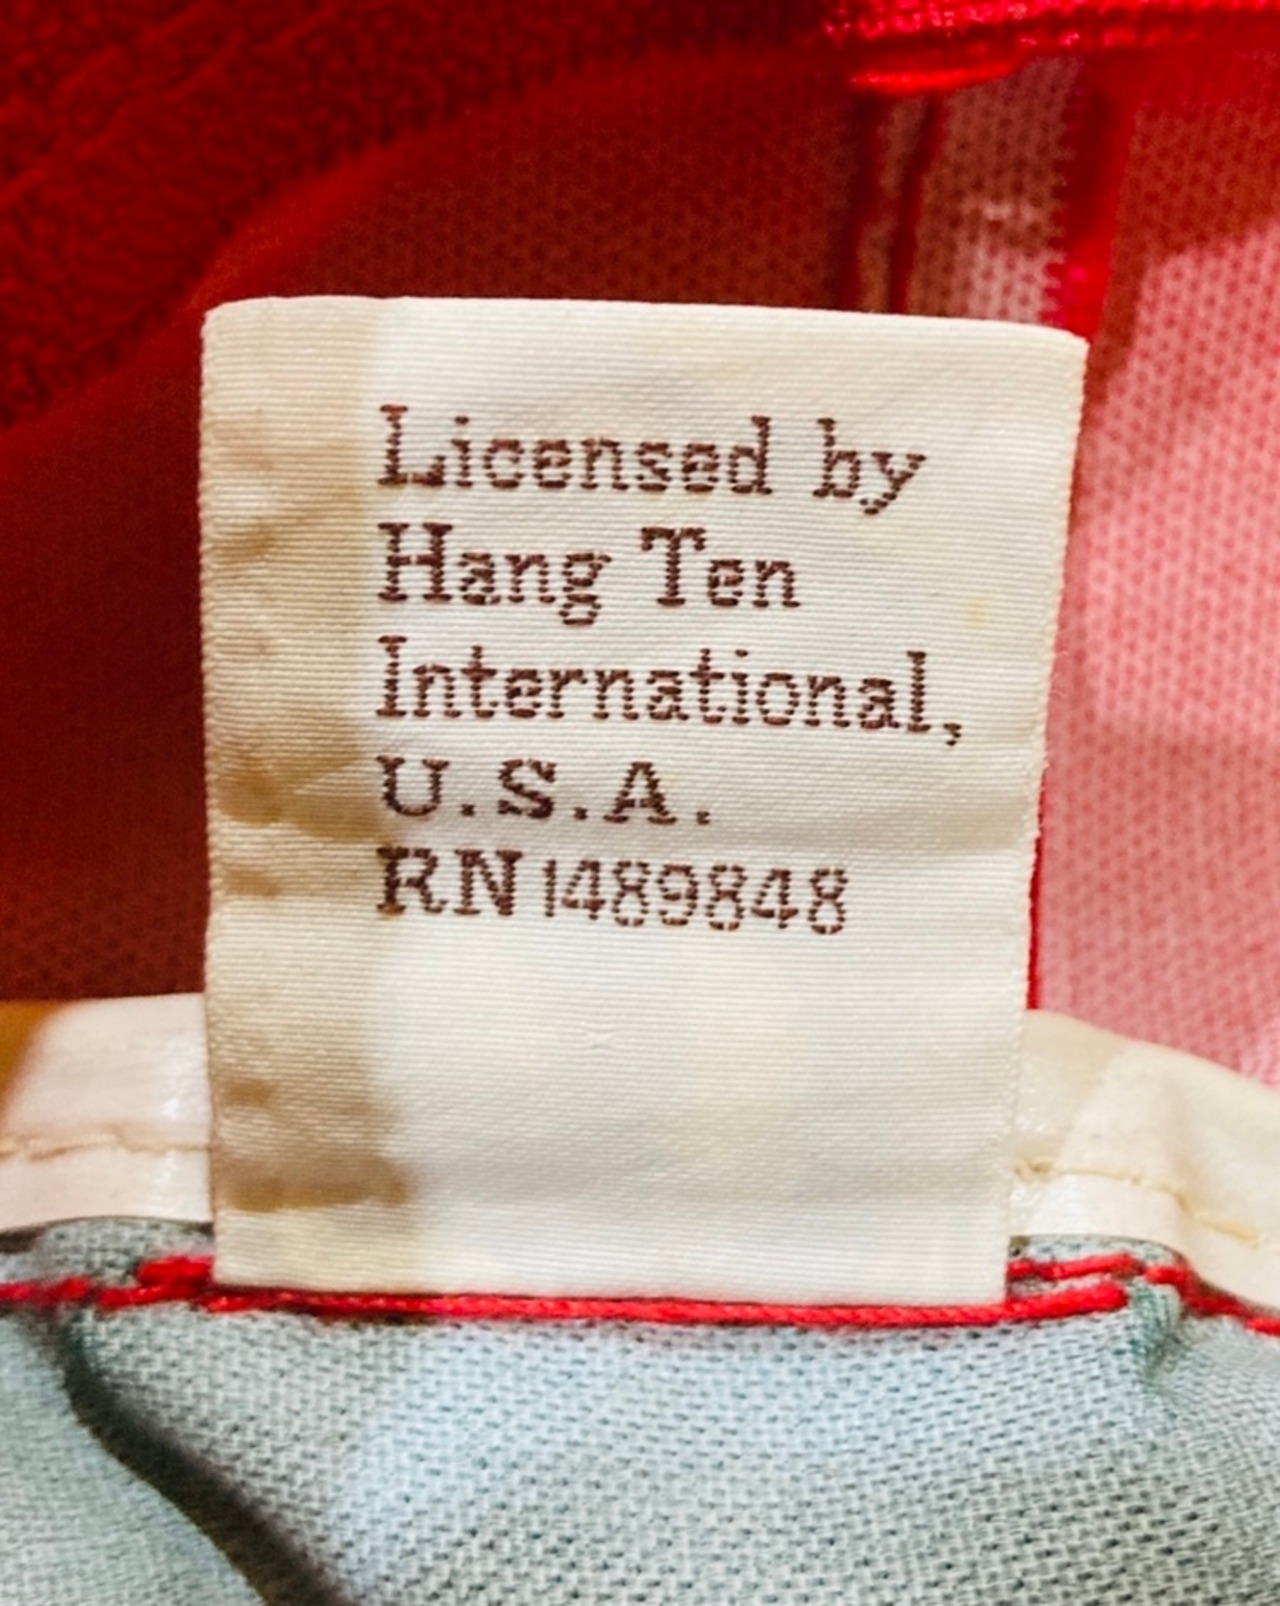 Licensed by
Hang Ten
International,
U.S.A.
RN 1489848